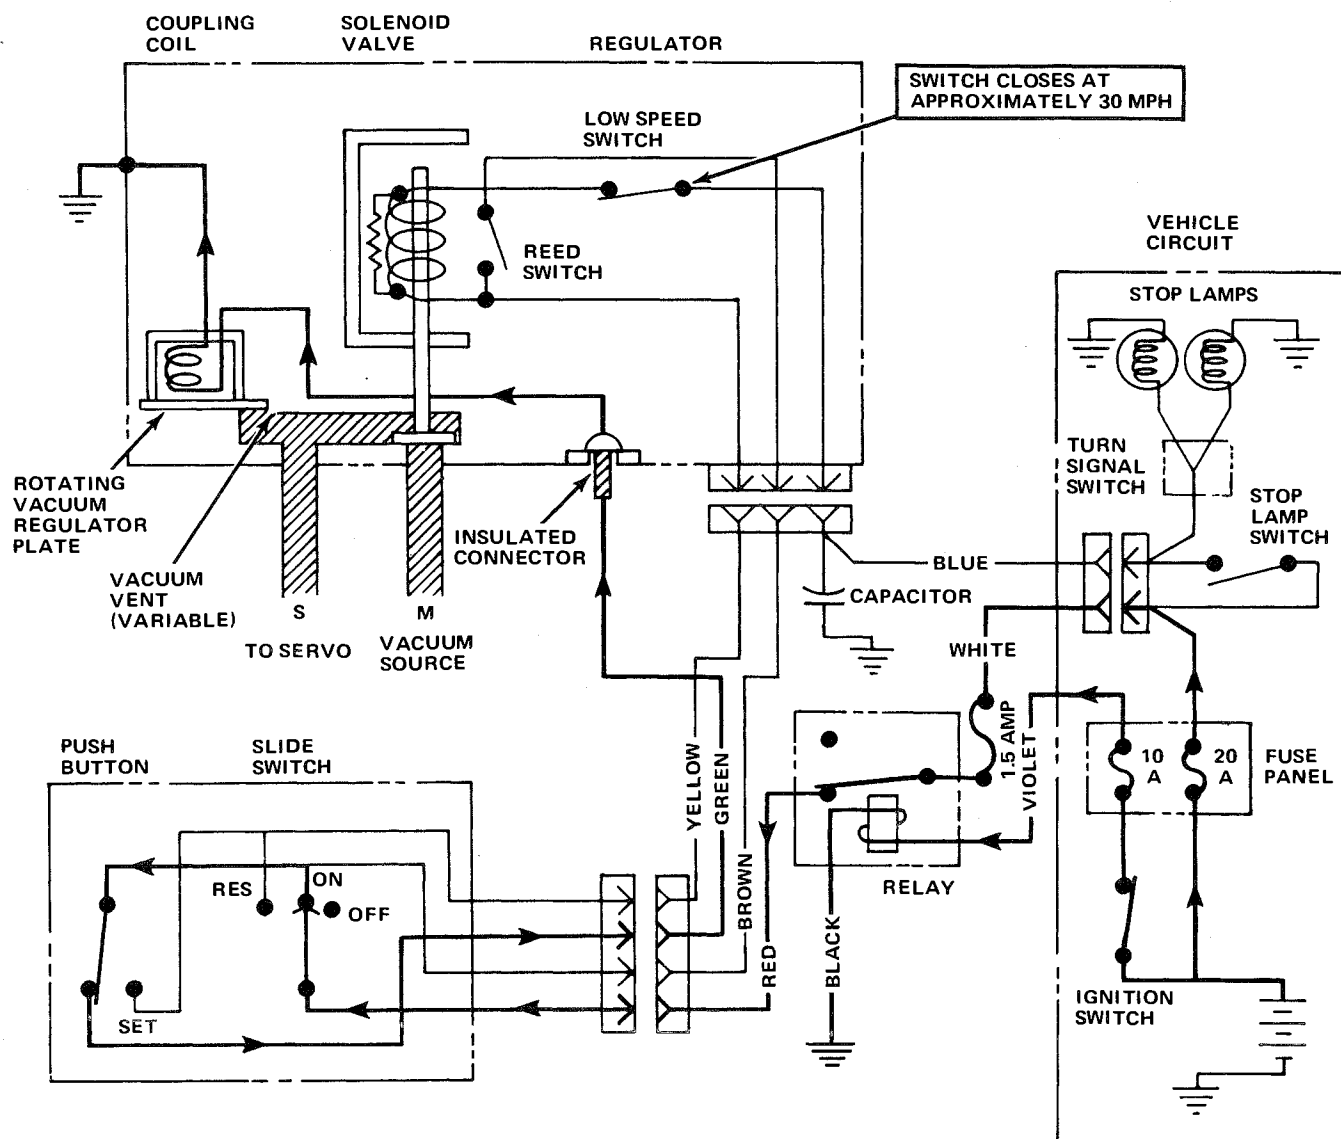 COUPLING
COIL
SOLENOID
VALVE
REGULATOR
SWITCH CLOSES AT
APPROXIMATELY 30 MPH
LOW SPEED
SWITCH
REED
SWITCH
VEHICLE
CIRCUIT
STOP LAMPS
TURN
SIGNAL
SWITCH
STOP
LAMP
SWITCH
ROTATING
VACUUM
REGULATOR
PLATE
VACUUM
VENT
(VARIABLE)
INSULATED
CONNECTOR
S
TO SERVO
M
VACUUM
SOURCE
BLUE
CAPACITOR
WHITE
1.5 AMP
VIOLET
10
A
20
A
FUSE
PANEL
PUSH
BUTTON
SLIDE
SWITCH
YELLOW
GREEN
BROWN
RED
BLACK
RELAY
RES
ON
OFF
SET
IGNITION
SWITCH